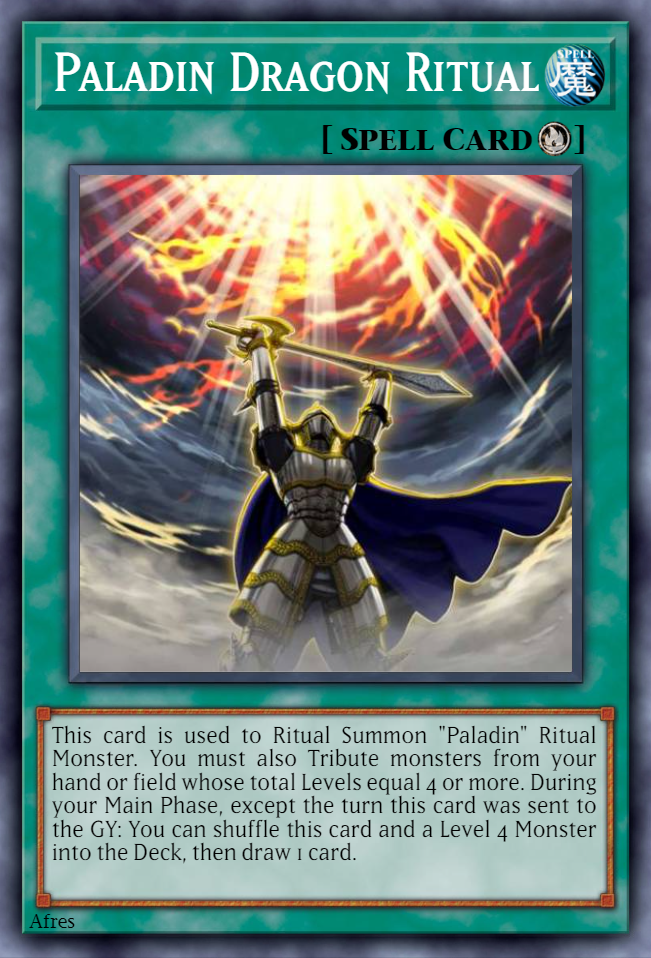 Paladin Dragon Ritual
SPELL
魔
[ Spell Card ]
This card is used to Ritual Summon "Paladin" Ritual
Monster. You must also Tribute monsters from your
hand or field whose total Levels equal 4 or more. During
your Main Phase, except the turn this card was sent to
the GY: You can shuffle this card and a Level 4 Monster
into the Deck, then draw 1 card.
Afres